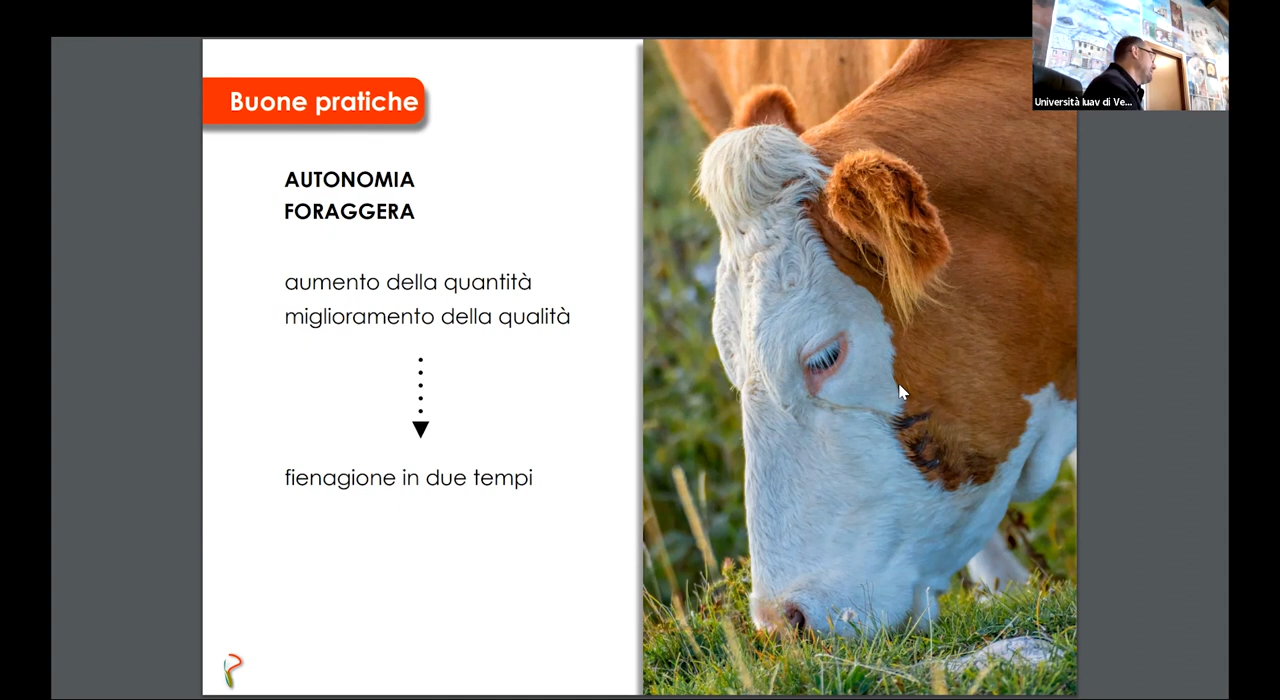 Buone pratiche
AUTONOMIA
FORAGGERA
aumento della quantità
miglioramento della qualità
fienagione in due tempi
Università Iuav di Ve...